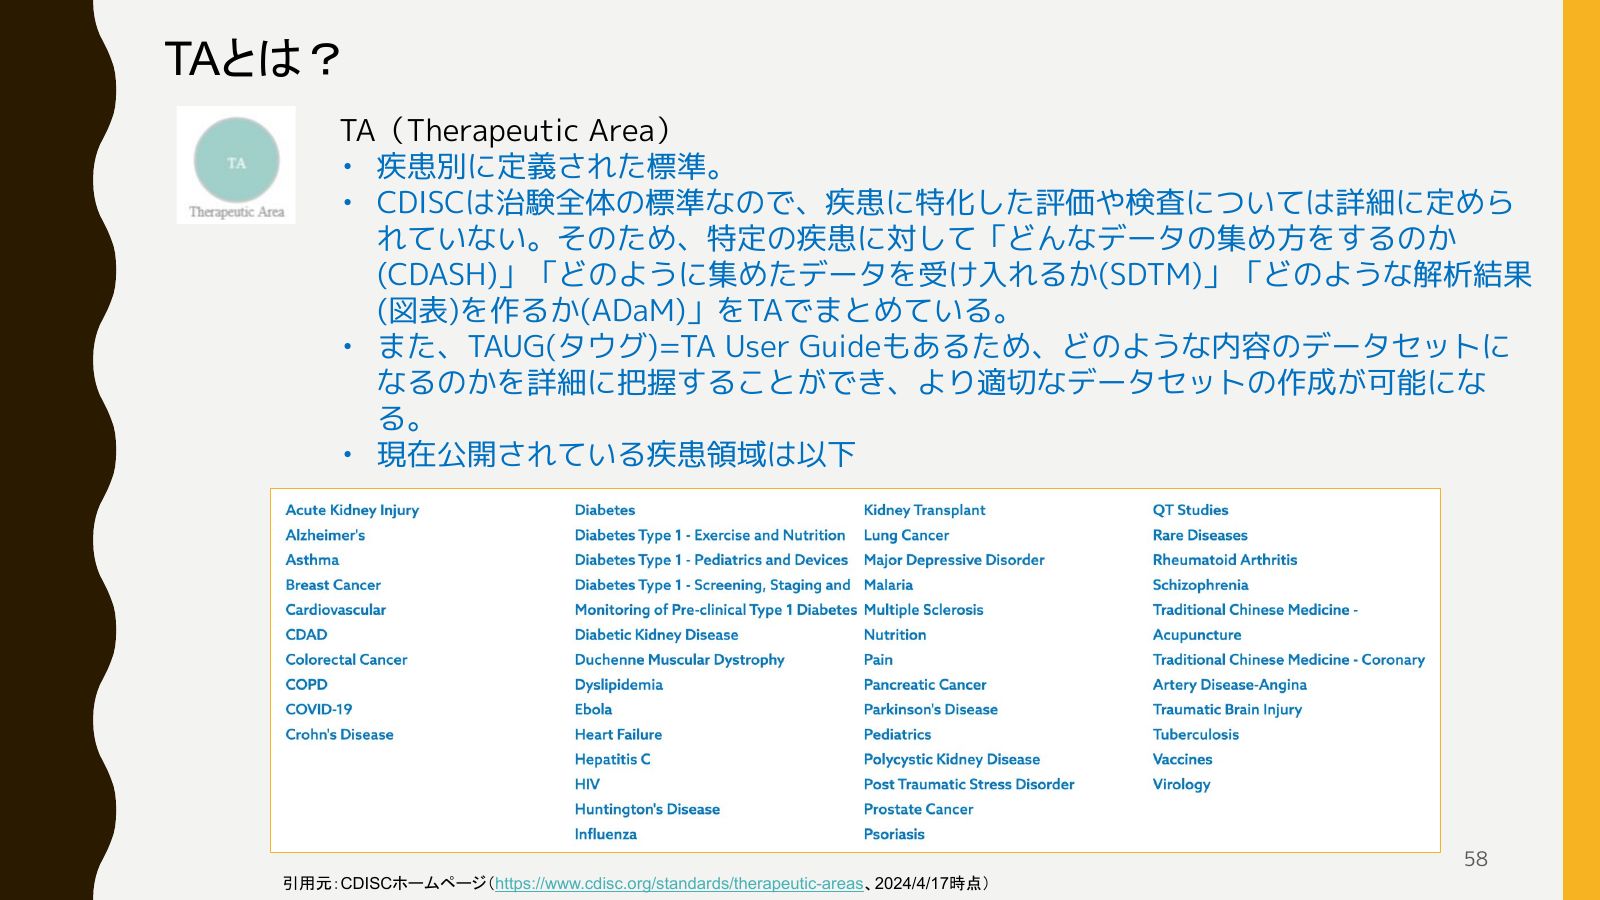 TAとは？
TA
Therapeutic Area
TA（Therapeutic Area）
• 疾患別に定義された標準。
• CDISCは治験全体の標準なので、疾患に特化した評価や検査については詳細に定めら
れていない。そのため、特定の疾患に対して「どんなデータの集め方をするのか
(CDASH)」「どのように集めたデータを受け入れるか(SDTM)」「どのような解析結果
(図表)を作るか(ADaM)」をTAでまとめている。
• また、TAUG(タウグ)=TA User Guideもあるため、どのような内容のデータセットに
なるのかを詳細に把握することができ、より適切なデータセットの作成が可能にな
る。
• 現在公開されている疾患領域は以下
Acute Kidney Injury
Alzheimer's
Asthma
Breast Cancer
Cardiovascular
CDAD
Colorectal Cancer
COPD
COVID-19
Crohn's Disease
Diabetes
Diabetes Type 1 - Exercise and Nutrition
Diabetes Type 1 - Pediatrics and Devices
Diabetes Type 1 - Screening, Staging and
Monitoring of Pre-clinical Type 1 Diabetes
Diabetic Kidney Disease
Duchenne Muscular Dystrophy
Dyslipidemia
Ebola
Heart Failure
Hepatitis C
HIV
Huntington's Disease
Influenza
Kidney Transplant
Lung Cancer
Major Depressive Disorder
Malaria
Multiple Sclerosis
Nutrition
Pain
Pancreatic Cancer
Parkinson's Disease
Pediatrics
Polycystic Kidney Disease
Post Traumatic Stress Disorder
Prostate Cancer
Psoriasis
QT Studies
Rare Diseases
Rheumatoid Arthritis
Schizophrenia
Traditional Chinese Medicine -
Acupuncture
Traditional Chinese Medicine - Coronary
Artery Disease-Angina
Traumatic Brain Injury
Tuberculosis
Vaccines
Virology
58
引用元：CDISCホームページ（https://www.cdisc.org/standards/therapeutic-areas、2024/4/17時点）